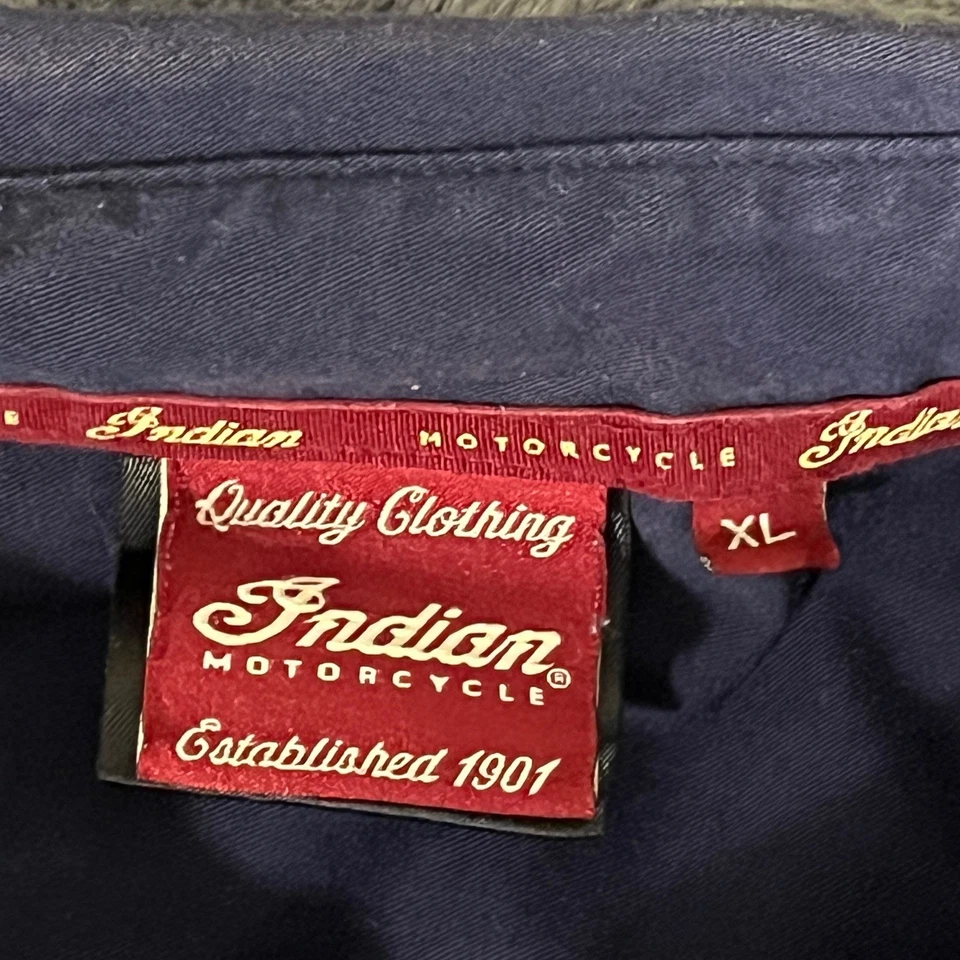 Indian MOTORCYCLE Indian
XL
Quality Clothing
Indian
MOTORCYCLE®
Established 1901